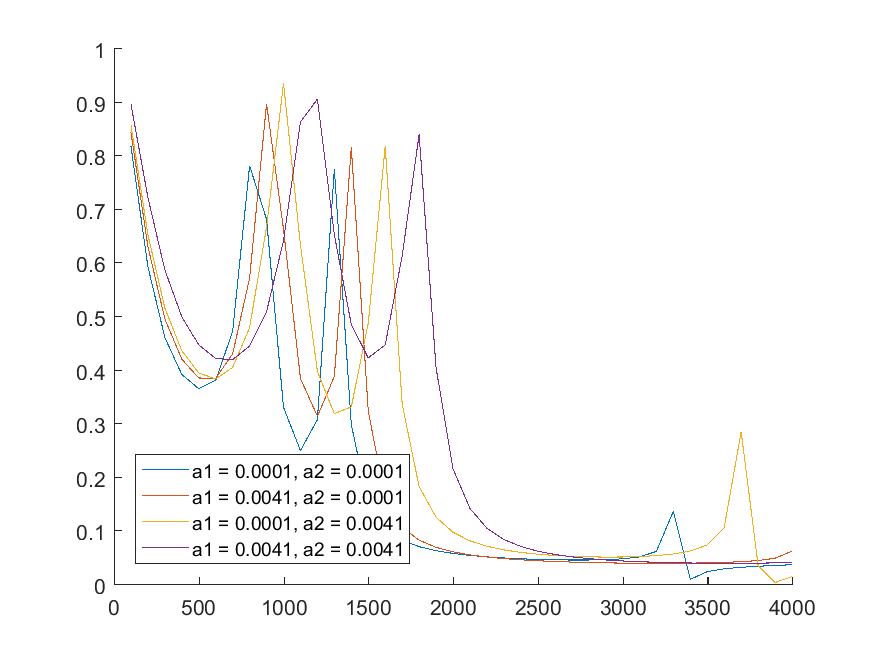 1
0.9
0.8
0.7
0.6
0.5
0.4
0.3
0.2
0.1
0
a1 = 0.0001, a2 = 0.0001
a1 = 0.0041, a2 = 0.0001
a1 = 0.0001, a2 = 0.0041
a1 = 0.0041, a2 = 0.0041
0 500 1000 1500 2000 2500 3000 3500 4000